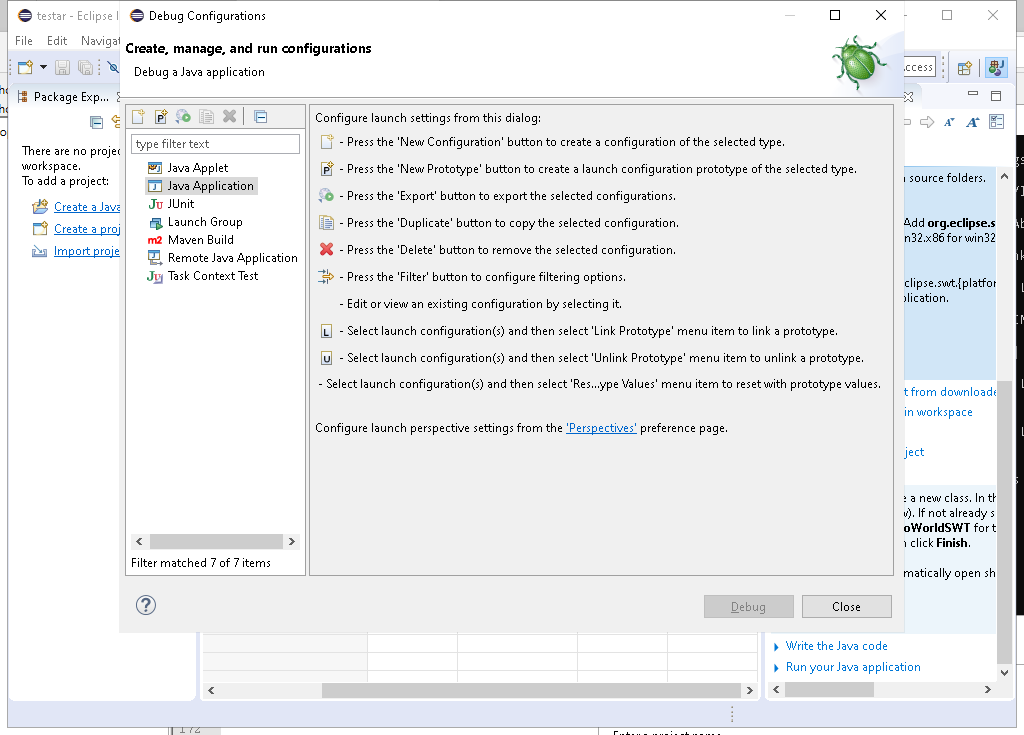 testar - Eclipse I
Debug Configurations
File Edit Navigat
Create, manage, and run configurations
Debug a Java application
ccess
Package Exp...
type filter text
Java Applet
Java Application
JUnit
Launch Group
Maven Build
Remote Java Application
Task Context Test
Filter matched 7 of 7 items
Configure launch settings from this dialog:
- Press the 'New Configuration' button to create a configuration of the selected type.
- Press the 'New Prototype' button to create a launch configuration prototype of the selected type.
- Press the 'Export' button to export the selected configurations.
- Press the 'Duplicate' button to copy the selected configuration.
- Press the 'Delete' button to remove the selected configuration.
- Press the 'Filter' button to configure filtering options.
- Edit or view an existing configuration by selecting it.
L - Select launch configuration(s) and then select 'Link Prototype' menu item to link a prototype.
U - Select launch configuration(s) and then select 'Unlink Prototype' menu item to unlink a prototype.
- Select launch configuration(s) and then select 'Res...ype Values' menu item to reset with prototype values.
Configure launch perspective settings from the 'Perspectives' preference page.
Debug
Close
There are no projec
workspace.
To add a project:
Create a Java
Create a proj
Import proje
n source folders.
Add org.eclipse.s
n32.x86 for win32
clipse.swt.{platfor
plication.
t from downloade
in workspace
ject
e a new class. In th
w). If not already s
oWorldSWT for t
n click Finish.
matically open sh
Write the Java code
Run your Java application
172
Enter a project name